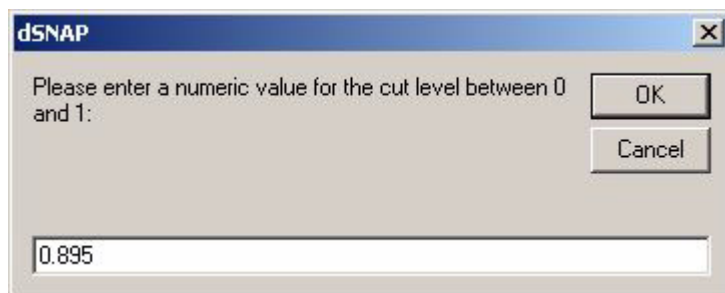 dSNAP
Please enter a numeric value for the cut level between 0
and 1:
OK
Cancel
0.895